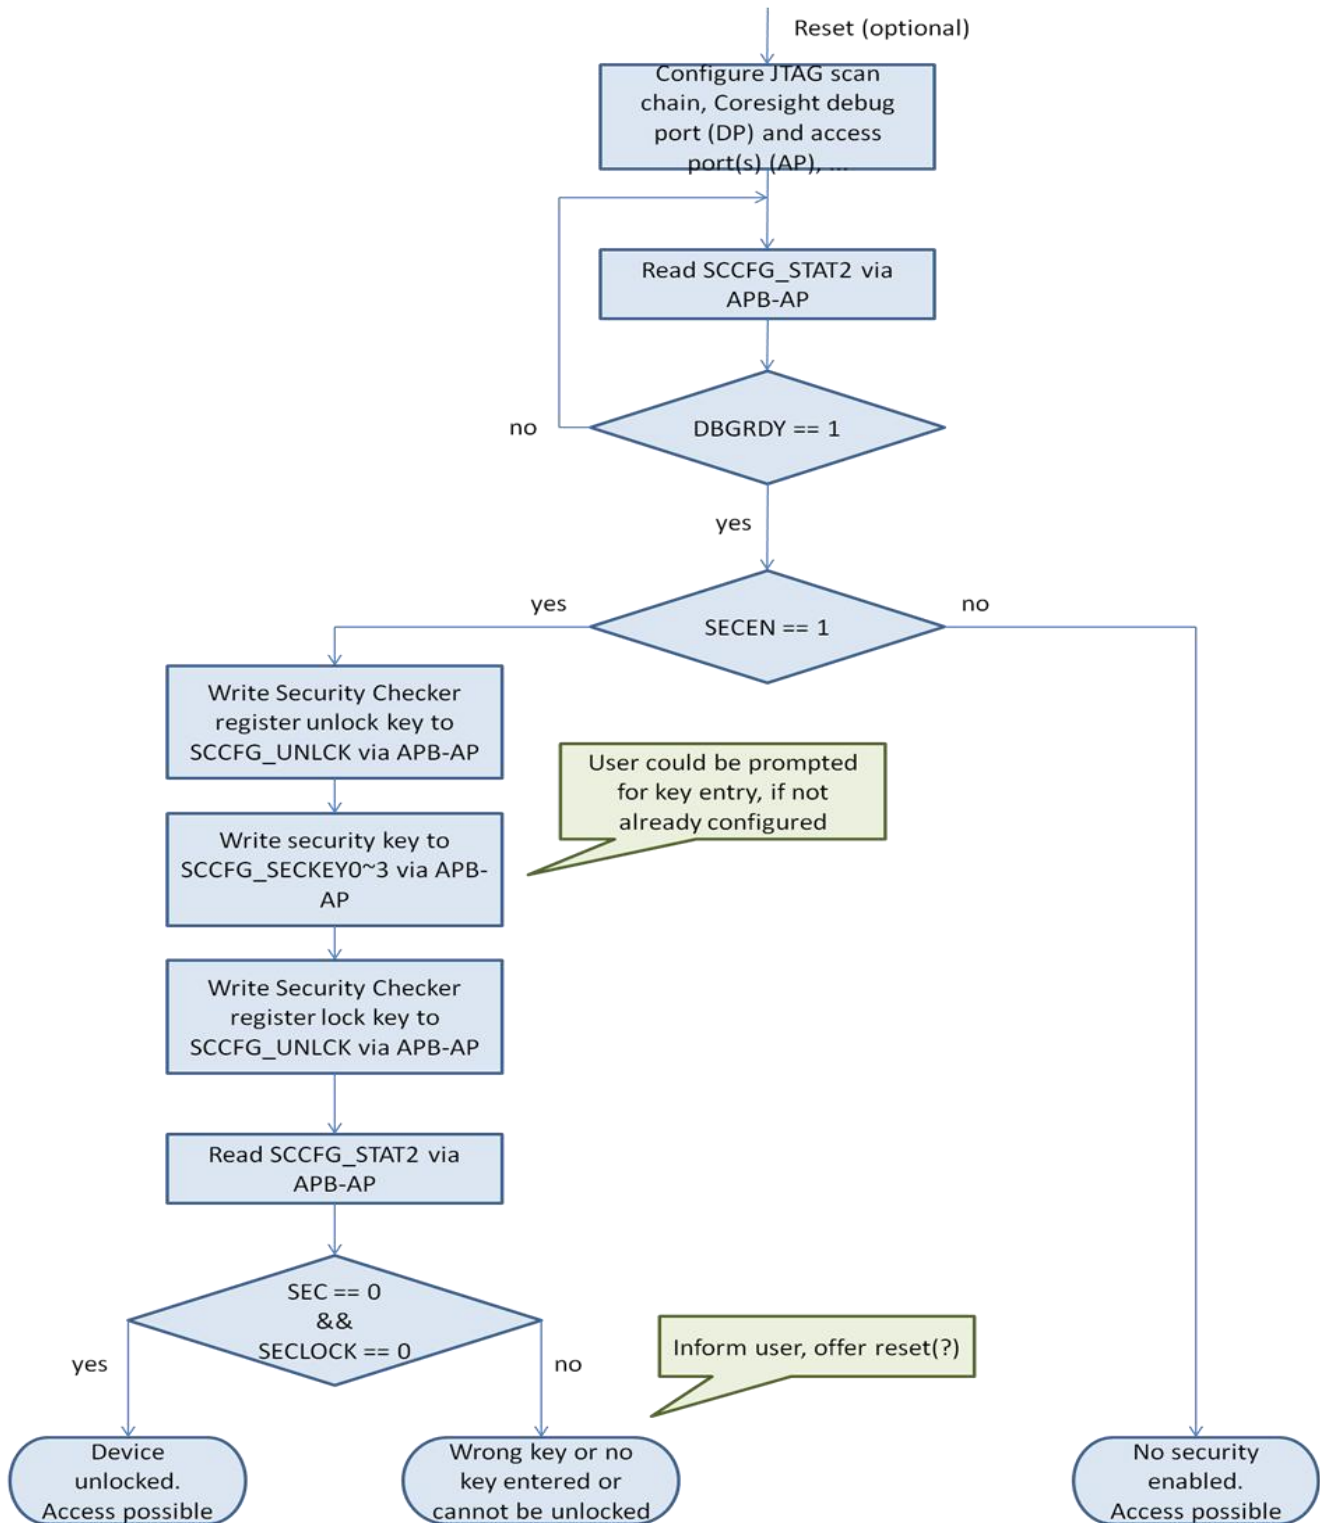 Reset (optional)
Configure JTAG scan
chain, Coresight debug
port (DP) and access
port(s) (AP), ...
Read SCCFG_STAT2 via
APB-AP
DBGRDY == 1
no
yes
SECEN == 1
yes
no
Write Security Checker
register unlock key to
SCCFG_UNLCK via APB-AP
User could be prompted
for key entry, if not
already configured
Write security key to
SCCFG_SECKEY0~3 via APB-
AP
Write Security Checker
register lock key to
SCCFG_UNLCK via APB-AP
Read SCCFG_STAT2 via
APB-AP
SEC == 0
&&
SECLOCK == 0
yes
no
Inform user, offer reset(?)
Device
unlocked.
Access possible
Wrong key or no
key entered or
cannot be unlocked
No security
enabled.
Access possible